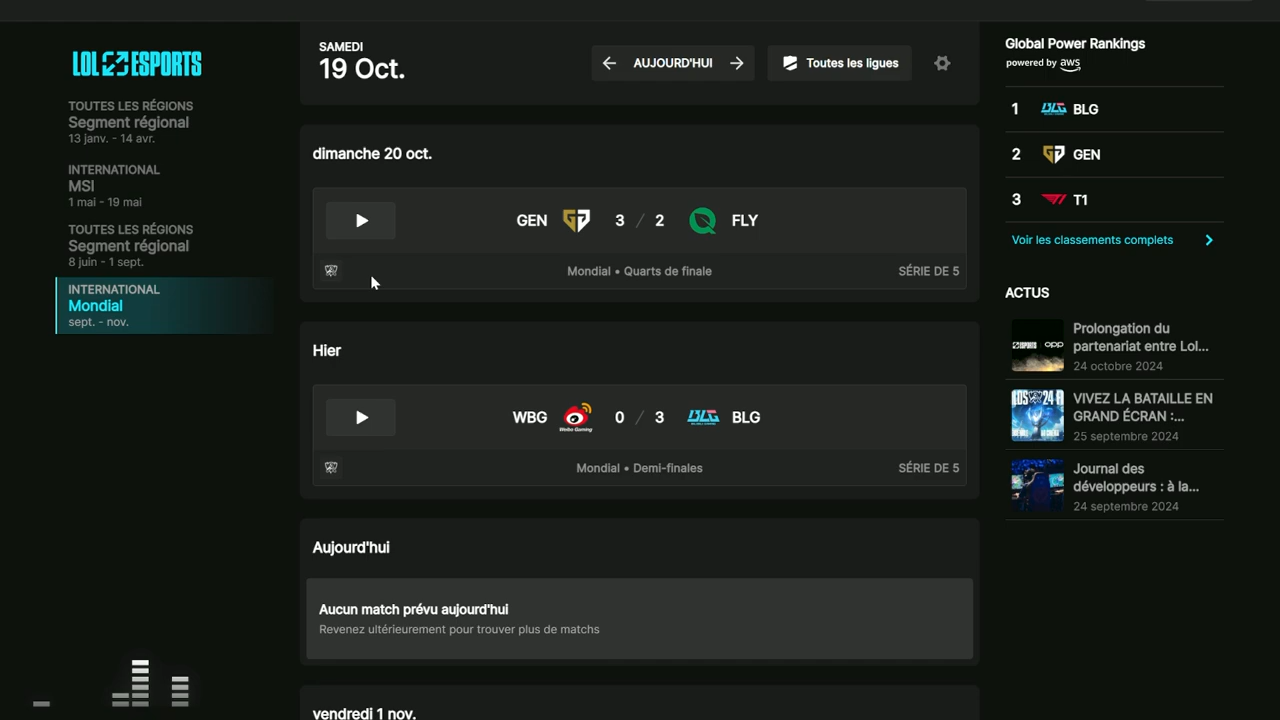 LOL ESPORTS
TOUTES LES RÉGIONS
Segment régional
13 janv. - 14 avr.
INTERNATIONAL
MSI
1 mai - 19 mai
TOUTES LES RÉGIONS
Segment régional
8 juin - 1 sept.
INTERNATIONAL
Mondial
sept. - nov.
SAMEDI
19 Oct.
AUJOURD'HUI
Toutes les ligues
dimanche 20 oct.
GEN 3 / 2 FLY
Mondial • Quarts de finale
SÉRIE DE 5
Hier
WBG Weibo Gaming 0 / 3 BLG BLG
Mondial • Demi-finales
SÉRIE DE 5
Aujourd'hui
Aucun match prévu aujourd'hui
Revenez ultérieurement pour trouver plus de matchs
vendredi 1 nov.
Global Power Rankings
powered by aws
1 BLG BLG
2 GEN
3 T1
Voir les classements complets
ACTUS
Prolongation du
partenariat entre Lol...
24 octobre 2024
VIVEZ LA BATAILLE EN
GRAND ÉCRAN :...
25 septembre 2024
Journal des
développeurs : à la...
24 septembre 2024